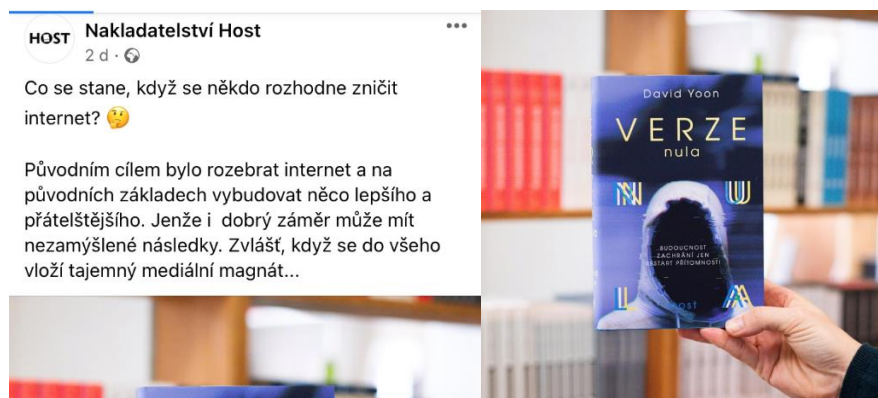 HOST
Nakladatelství Host
2 d ·
Co se stane, když se někdo rozhodne zničit
internet? 🤔
Původním cílem bylo rozebrat internet a na
původních základech vybudovat něco lepšího a
přátelštějšího. Jenže i  dobrý záměr může mít
nezamýšlené následky. Zvlášť, když se do všeho
vloží tajemný mediální magnát...
David Yoon
VERZE
nula
NU
BUDOUCNOST
ZACHRÁNÍ JEN
RESTART PŘÍTOMNOSTI
LA
host